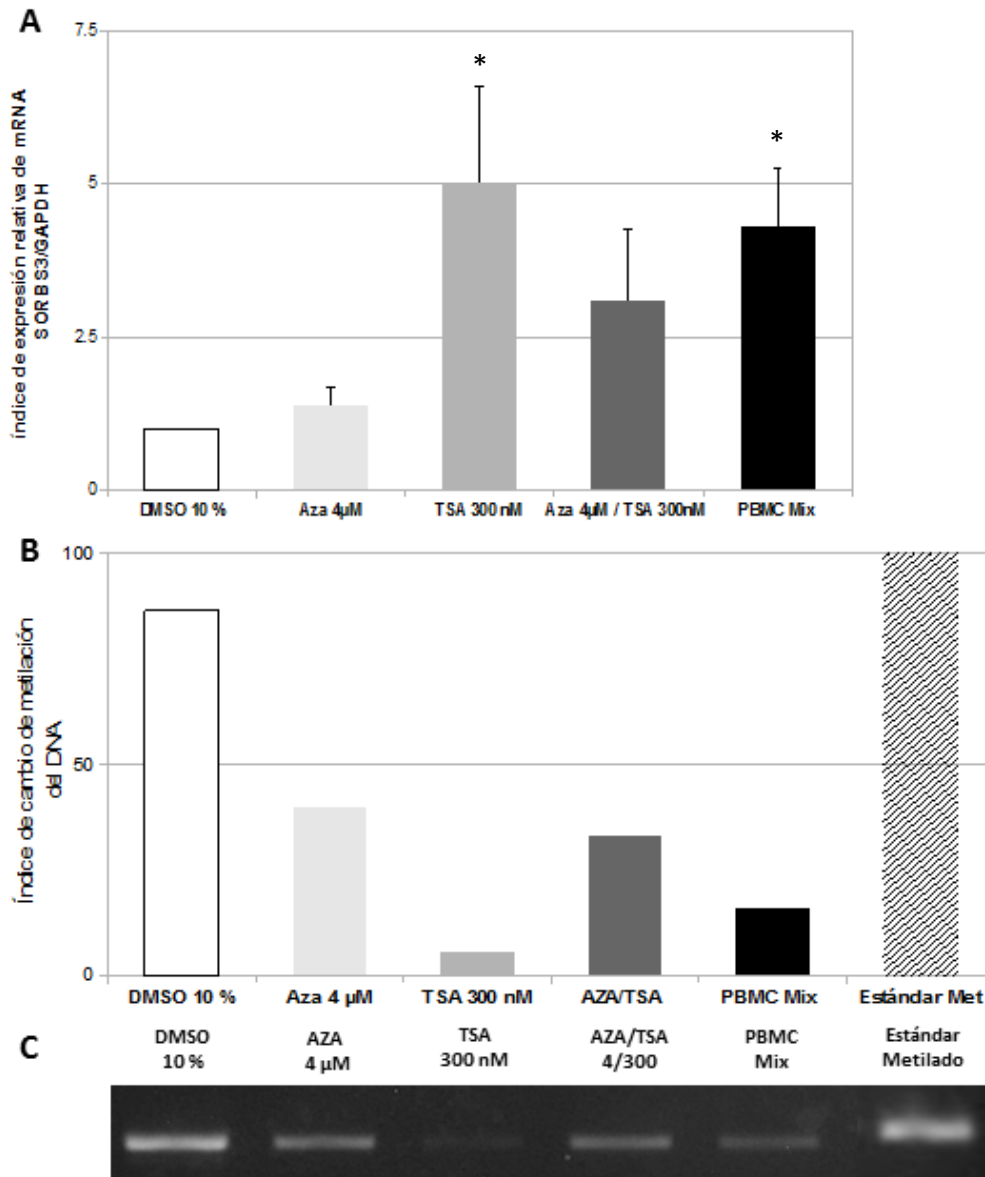 A
7.5
*
*
índice de expresión relativa de mRNA
SORBS3/GAPDH
5
2.5
0
DMSO 10 %
Aza 4µM
TSA 300 nM
Aza 4µM / TSA 300nM
PBMC Mix
B
100
Índice de cambio de metilación
del DNA
50
0
DMSO 10 %
Aza 4 µM
TSA 300 nM
AZA/TSA
PBMC Mix
Estándar Met
C
DMSO
10 %
AZA
4 µM
TSA
300 nM
AZA/TSA
4/300
PBMC
Mix
Estándar
Metilado